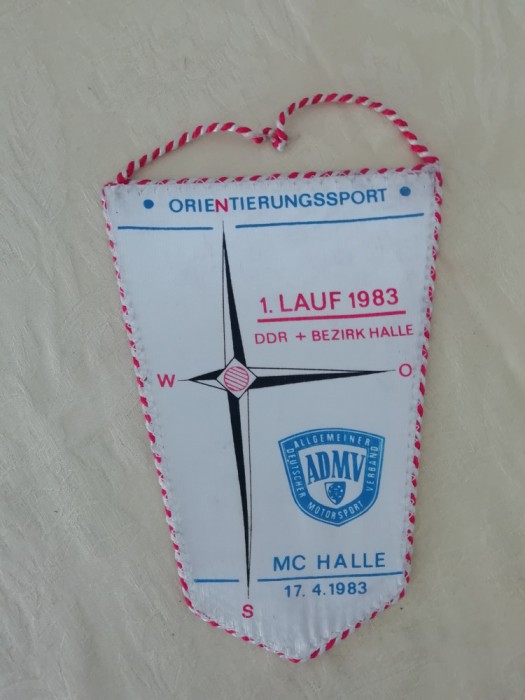 • ORIENTIERUNGSSPORT •
1. LAUF 1983
DDR + BEZIRK HALLE
W
O
ALLGEMEINER
DEUTSCHER
ADMV
VERBAND
MOTORSPORT
MC HALLE
17.4.1983
S